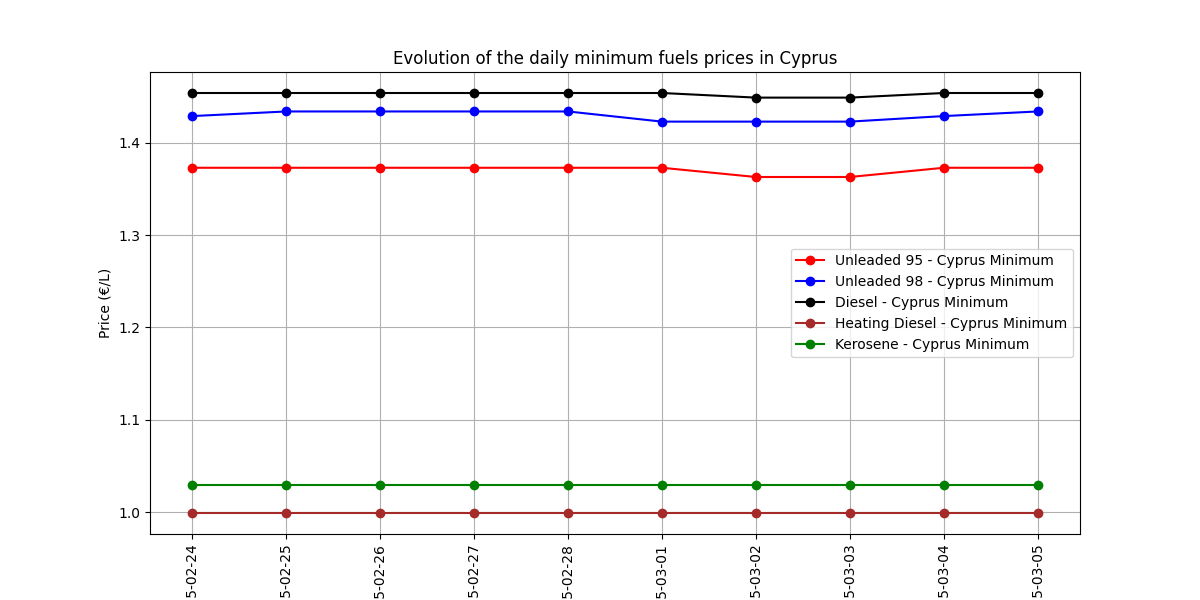 Evolution of the daily minimum fuels prices in Cyprus
Price (€/L)
1.4
1.3
1.2
1.1
1.0
Unleaded 95 - Cyprus Minimum
Unleaded 98 - Cyprus Minimum
Diesel - Cyprus Minimum
Heating Diesel - Cyprus Minimum
Kerosene - Cyprus Minimum
5-02-24
5-02-25
5-02-26
5-02-27
5-02-28
5-03-01
5-03-02
5-03-03
5-03-04
5-03-05